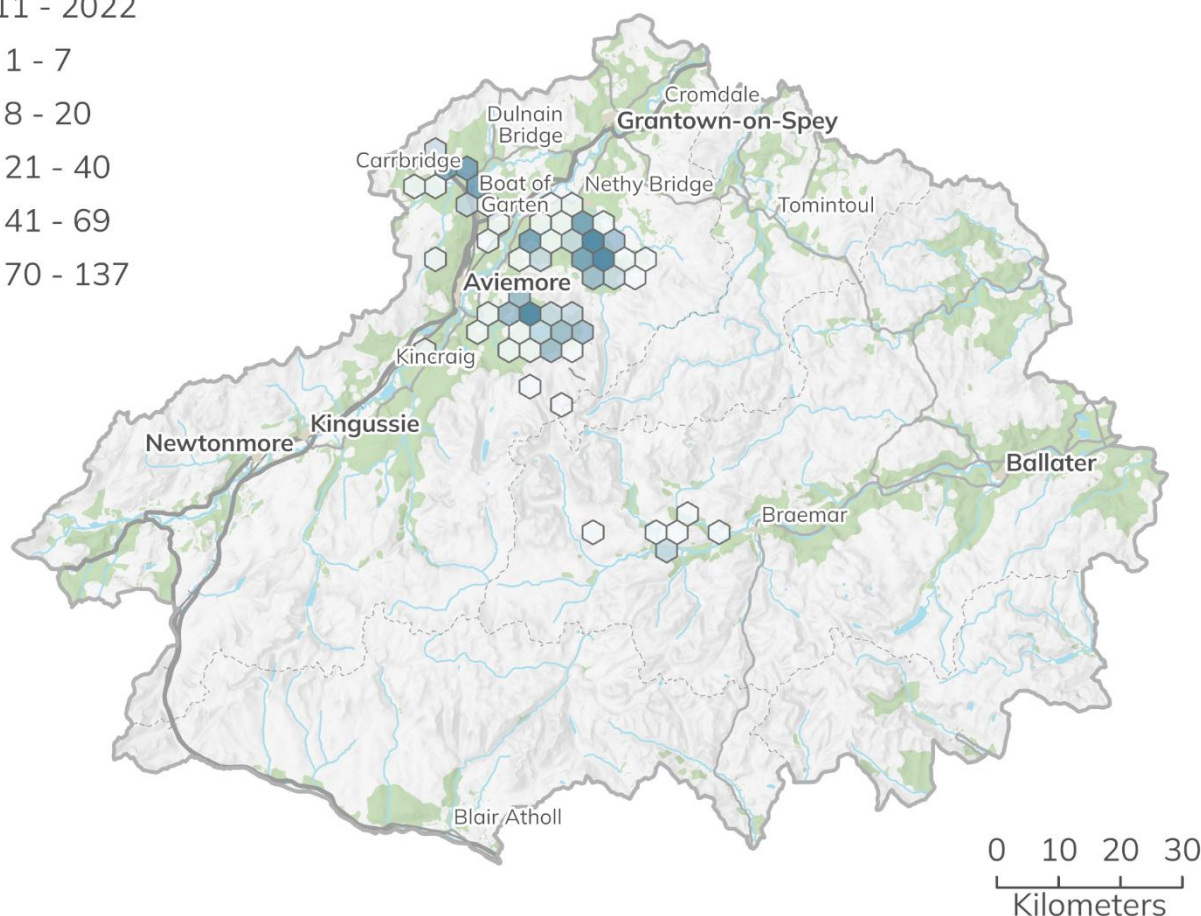 11 - 2022
1 - 7
8 - 20
21 - 40
41 - 69
70 - 137
Cromdale
Grantown-on-Spey
Dulnain
Bridge
Carrbridge
Boat of
Garten
Nethy Bridge
Tomintoul
Aviemore
Kincraig
Kingussie
Newtonmore
Ballater
Braemar
Blair Atholl
0 10 20 30
Kilometers